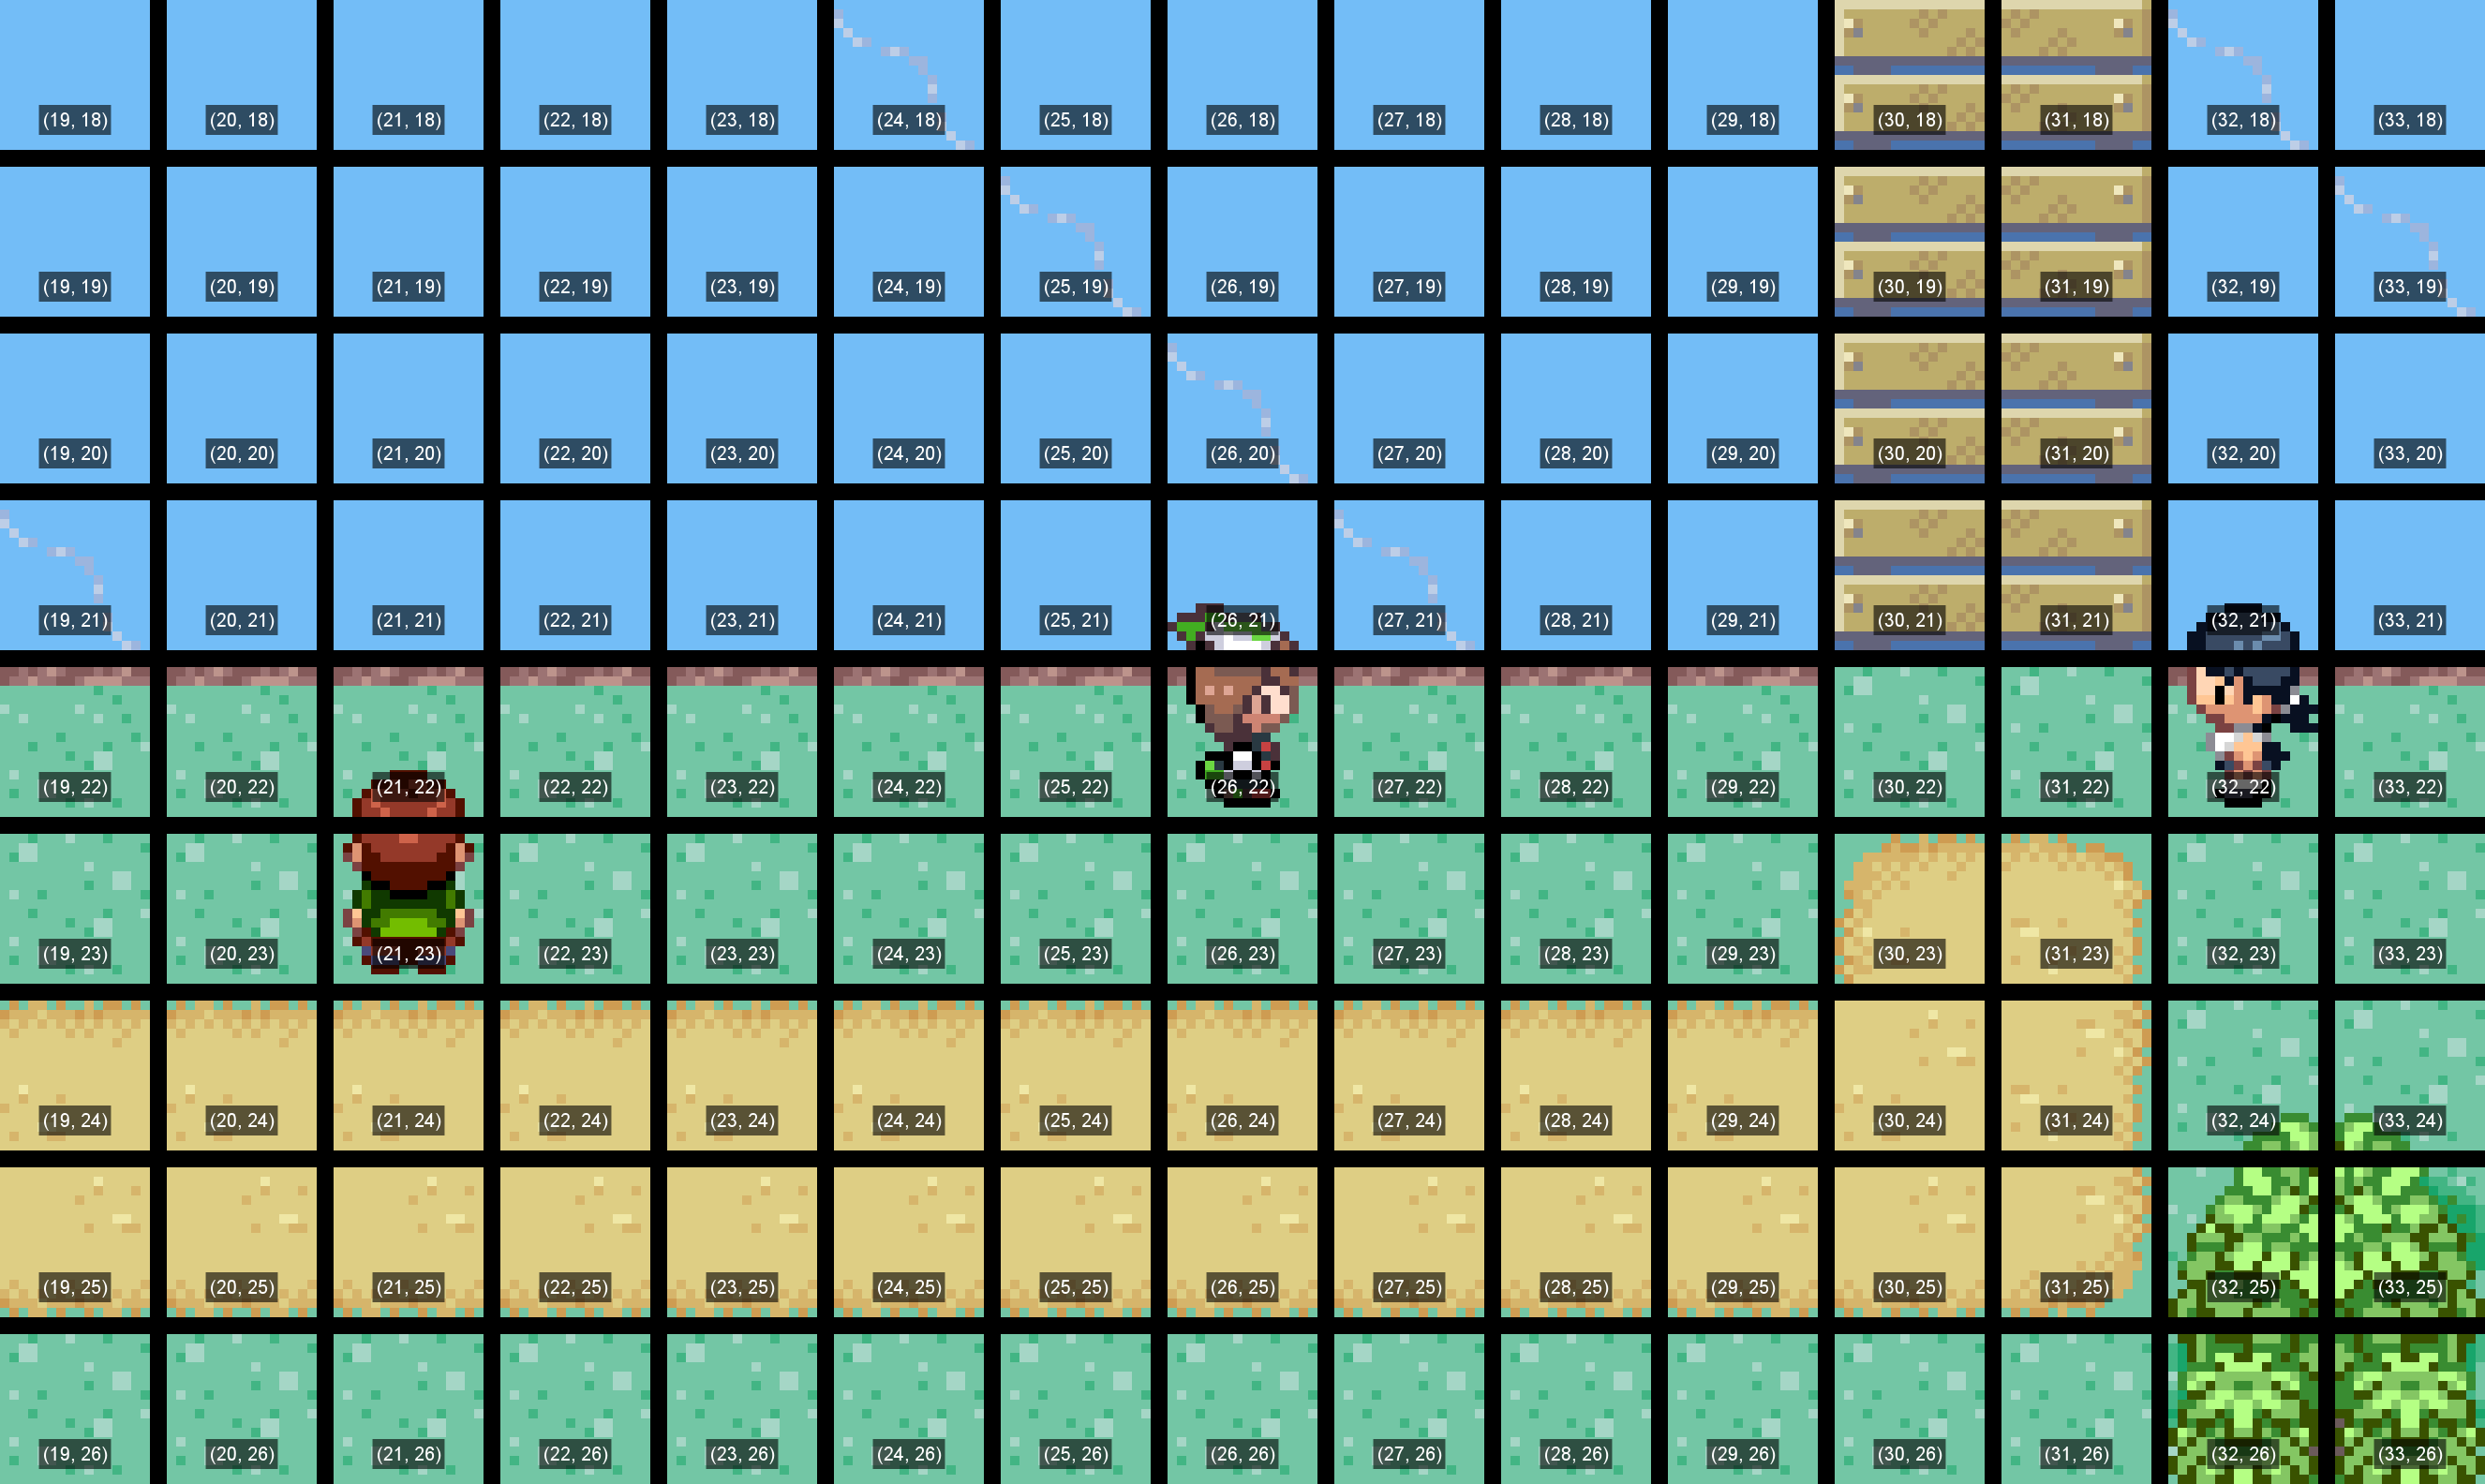 (19, 18) (20, 18) (21, 18) (22, 18) (23, 18) (24, 18) (25, 18) (26, 18) (27, 18) (28, 18) (29, 18) (30, 18) (31, 18) (32, 18) (33, 18)
(19, 19) (20, 19) (21, 19) (22, 19) (23, 19) (24, 19) (25, 19) (26, 19) (27, 19) (28, 19) (29, 19) (30, 19) (31, 19) (32, 19) (33, 19)
(19, 20) (20, 20) (21, 20) (22, 20) (23, 20) (24, 20) (25, 20) (26, 20) (27, 20) (28, 20) (29, 20) (30, 20) (31, 20) (32, 20) (33, 20)
(19, 21) (20, 21) (21, 21) (22, 21) (23, 21) (24, 21) (25, 21) (26, 21) (27, 21) (28, 21) (29, 21) (30, 21) (31, 21) (32, 21) (33, 21)
(19, 22) (20, 22) (21, 22) (22, 22) (23, 22) (24, 22) (25, 22) (26, 22) (27, 22) (28, 22) (29, 22) (30, 22) (31, 22) (32, 22) (33, 22)
(19, 23) (20, 23) (21, 23) (22, 23) (23, 23) (24, 23) (25, 23) (26, 23) (27, 23) (28, 23) (29, 23) (30, 23) (31, 23) (32, 23) (33, 23)
(19, 24) (20, 24) (21, 24) (22, 24) (23, 24) (24, 24) (25, 24) (26, 24) (27, 24) (28, 24) (29, 24) (30, 24) (31, 24) (32, 24) (33, 24)
(19, 25) (20, 25) (21, 25) (22, 25) (23, 25) (24, 25) (25, 25) (26, 25) (27, 25) (28, 25) (29, 25) (30, 25) (31, 25) (32, 25) (33, 25)
(19, 26) (20, 26) (21, 26) (22, 26) (23, 26) (24, 26) (25, 26) (26, 26) (27, 26) (28, 26) (29, 26) (30, 26) (31, 26) (32, 26) (33, 26)